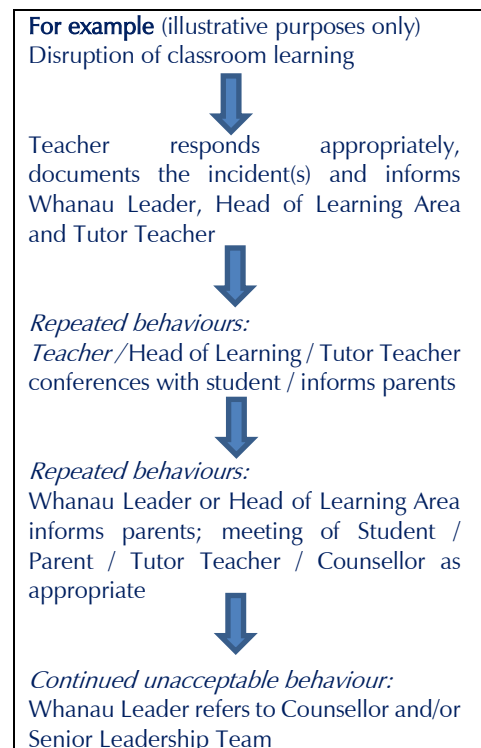 For example (illustrative purposes only)
Disruption of classroom learning
Teacher responds appropriately,
documents the incident(s) and informs
Whanau Leader, Head of Learning Area
and Tutor Teacher
Repeated behaviours:
Teacher / Head of Learning / Tutor Teacher
conferences with student / informs parents
Repeated behaviours:
Whanau Leader or Head of Learning Area
informs parents; meeting of Student /
Parent / Tutor Teacher / Counsellor as
appropriate
Continued unacceptable behaviour:
Whanau Leader refers to Counsellor and/or
Senior Leadership Team